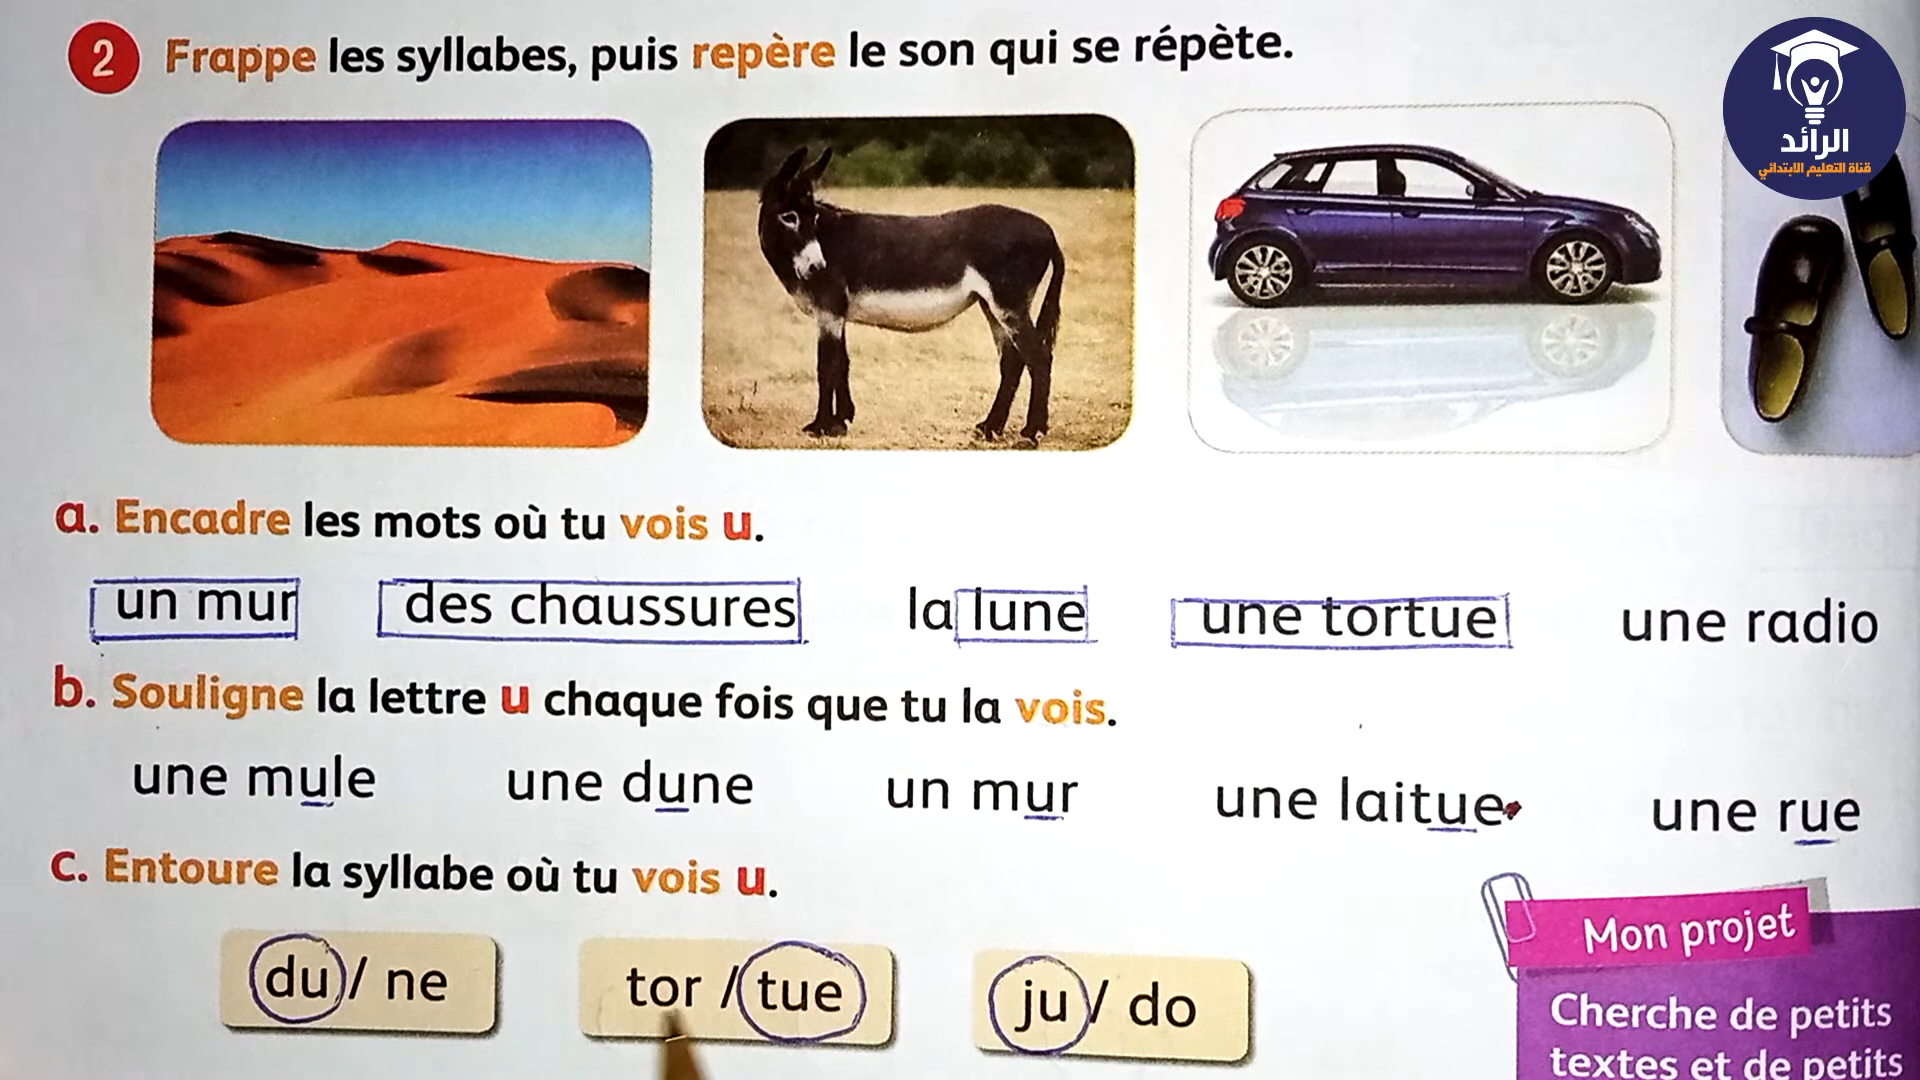 2 Frappe les syllabes, puis repère le son qui se répète.
الرائد
قناة التعليم الابتدائي
a. Encadre les mots où tu vois u.
un mur des chaussures la lune une tortue une radio
b. Souligne la lettre u chaque fois que tu la vois.
une mule une dune un mur une laitue une rue
c. Entoure la syllabe où tu vois u.
du / ne tor / tue ju / do
Mon projet
Cherche de petits
textes et de petits